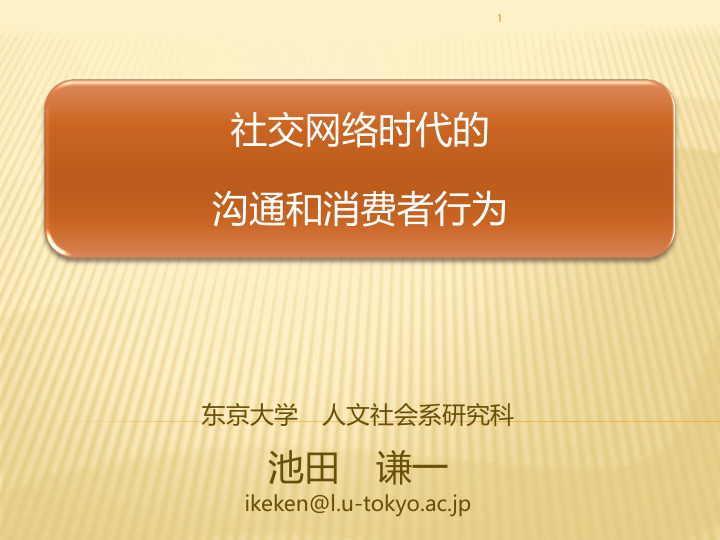 1
社交网络时代的
沟通和消费者行为
东京大学　人文社会系研究科
池田　谦一
ikeken@l.u-tokyo.ac.jp